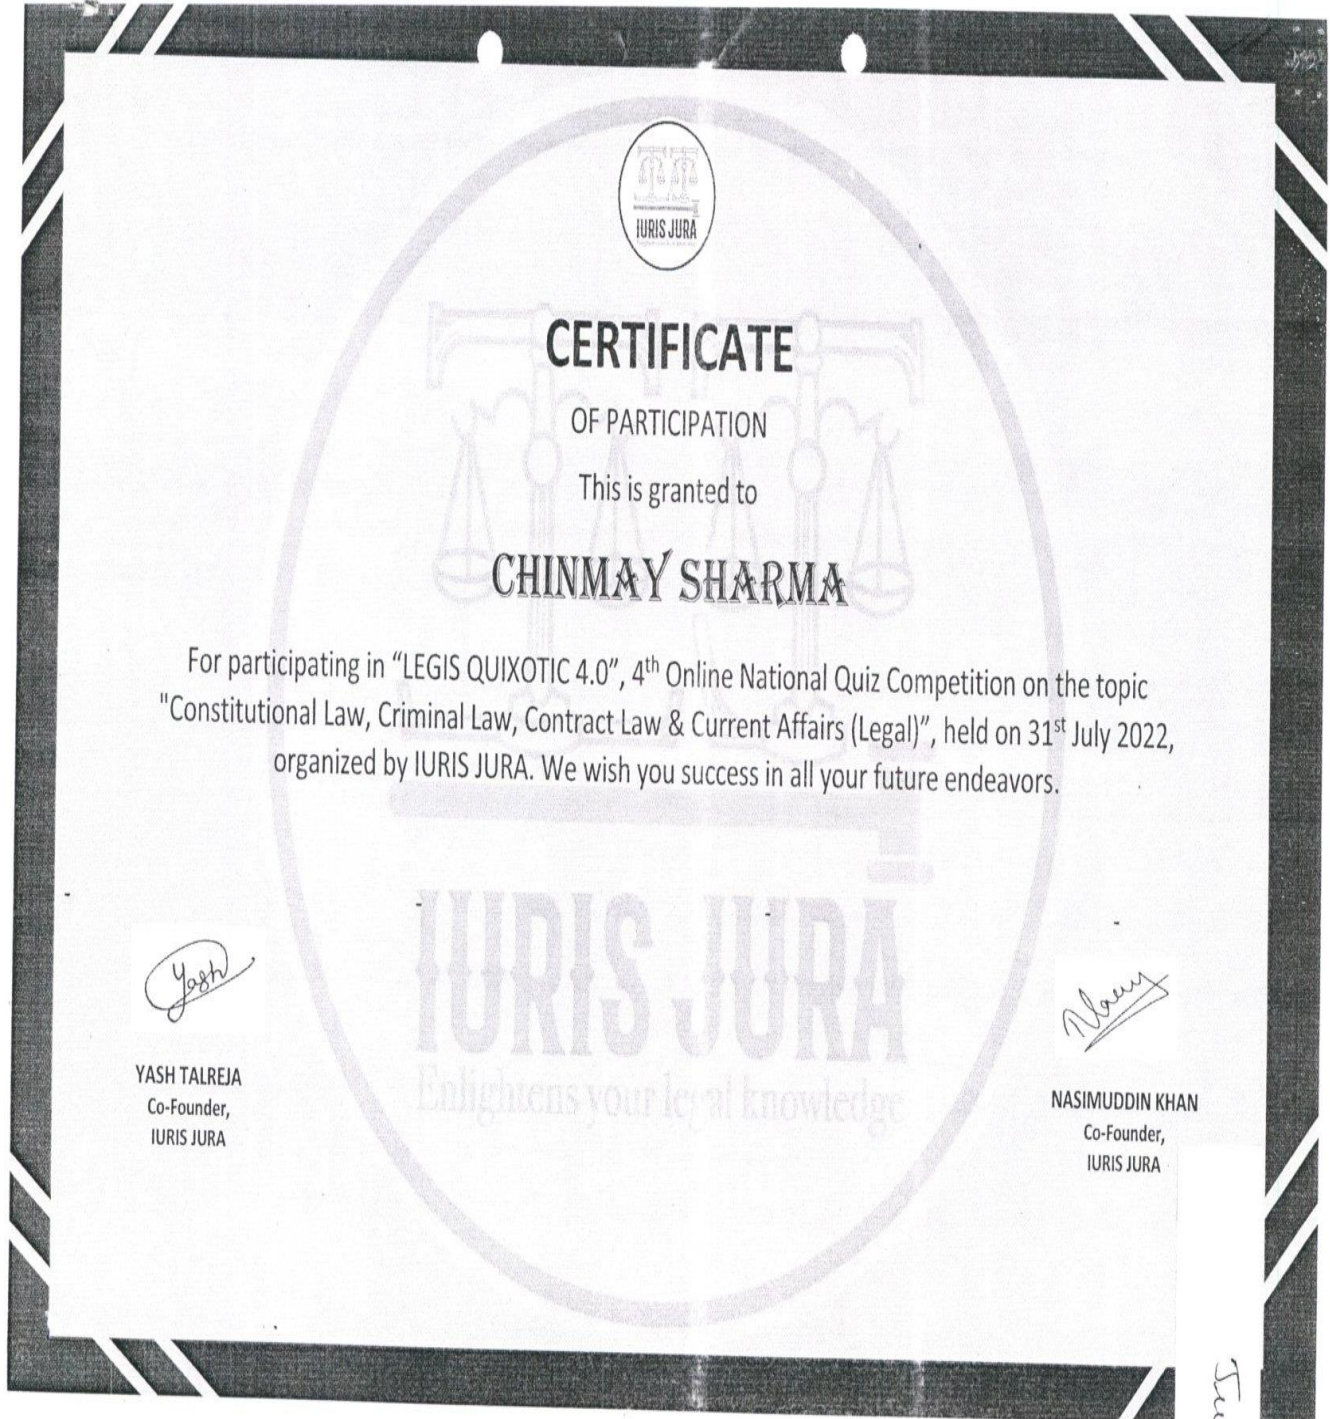 IURIS JURA
CERTIFICATE
OF PARTICIPATION
This is granted to
CHINMAY SHARMA
For participating in “LEGIS QUIXOTIC 4.0”, 4th Online National Quiz Competition on the topic
"Constitutional Law, Criminal Law, Contract Law & Current Affairs (Legal)”, held on 31st July 2022,
organized by IURIS JURA. We wish you success in all your future endeavors.
IURIS JURA
Enlightens your legal knowledge
Yash
YASH TALREJA
Co-Founder,
IURIS JURA
NASIMUDDIN KHAN
Co-Founder,
IURIS JURA